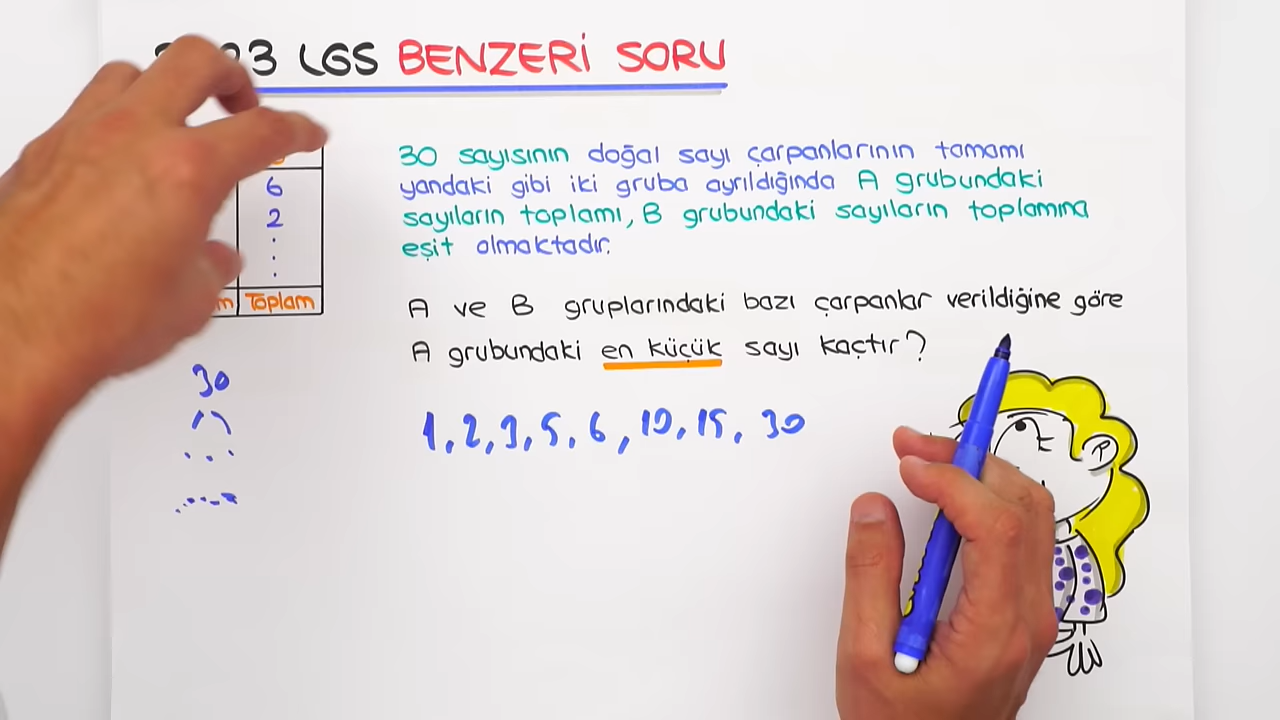 3 LGS BENZERİ SORU
30 sayısının doğal sayı çarpanlarının tamamı
yandaki gibi iki gruba ayrıldığında A grubundaki
sayıların toplamı, B grubundaki sayıların toplamına
eşit olmaktadır.
A ve B gruplarındaki bazı çarpanlar verildiğine göre
A grubundaki en küçük sayı kaçtır?
6
2
.
.
.
m Toplam
30
. . .
1, 2, 3, 5, 6, 10, 15, 30